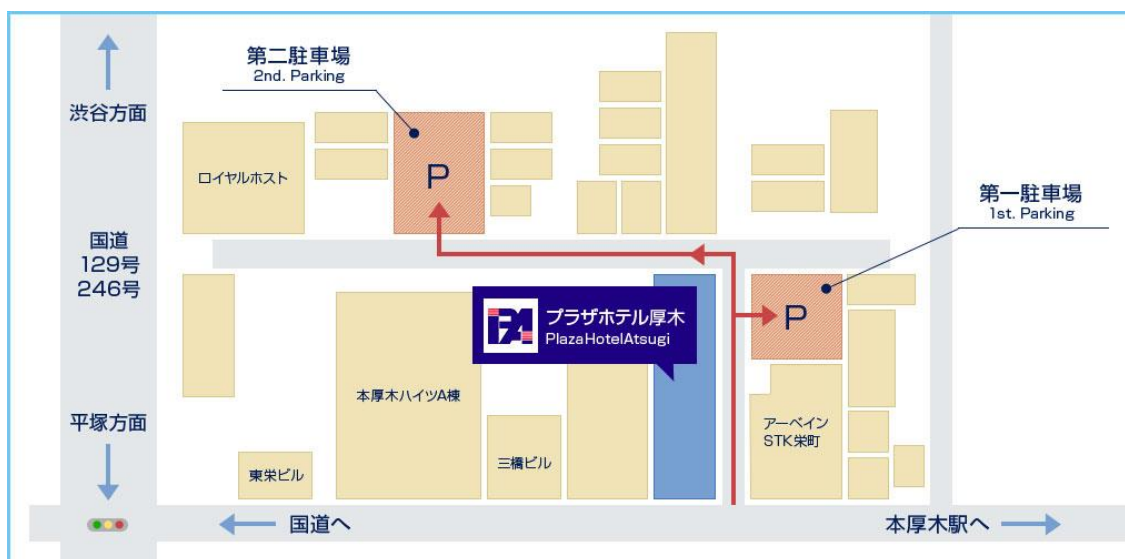 第二駐車場
2nd. Parking
渋谷方面
P
ロイヤルホスト
第一駐車場
1st. Parking
国道
129号
246号
P
プラザホテル厚木
PlazaHotelAtsugi
本厚木ハイツA棟
平塚方面
アーベイン
STK栄町
東栄ビル
三橋ビル
国道へ
本厚木駅へ